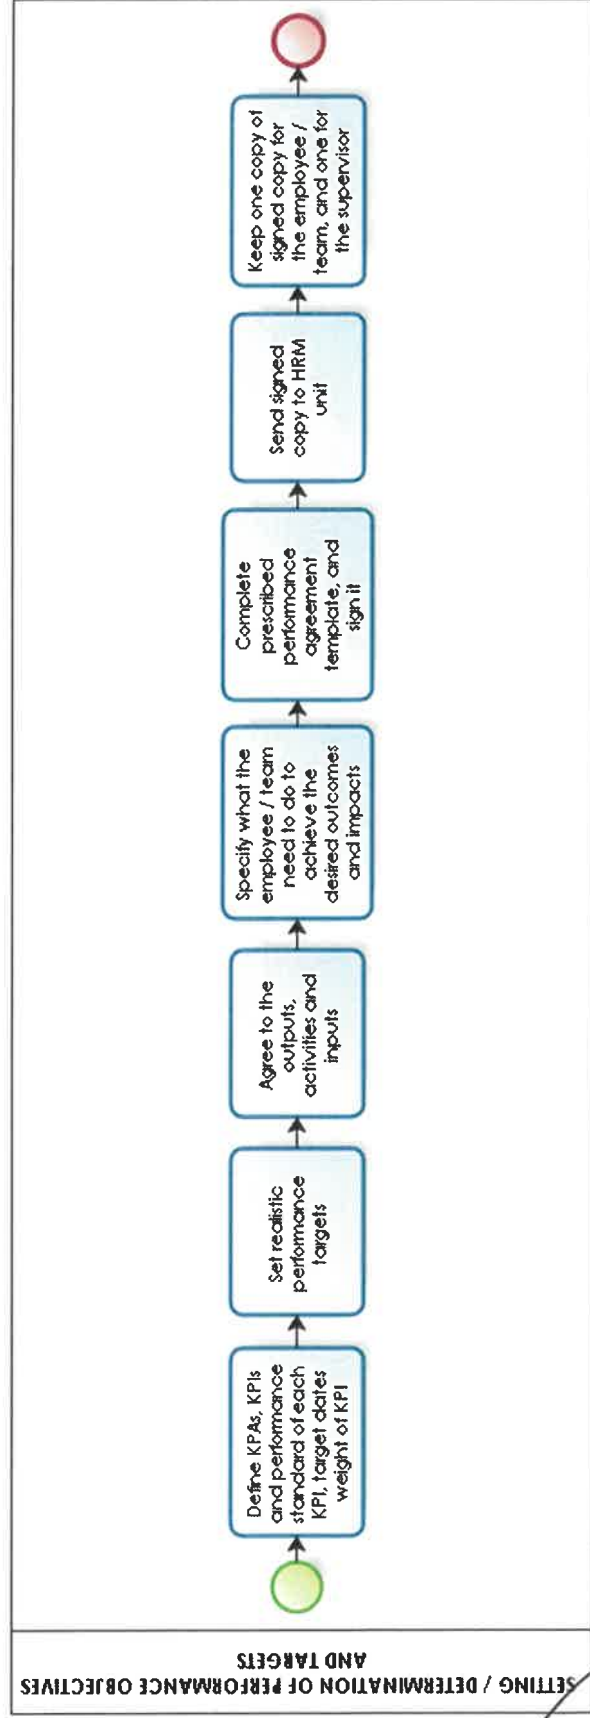 SETTING / DETERMINATION OF PERFORMANCE OBJECTIVES
AND TARGETS
Define KPAs, KPIs
and performance
standard of each
KPI, target dates
weight of KPI
Set realistic
performance
targets
Agree to the
outputs,
activities and
inputs
Specify what the
employee / team
need to do to
achieve the
desired outcomes
and impacts
Complete
prescribed
performance
agreement
template, and
sign it
Send signed
copy to HRM
unit
Keep one copy of
signed copy for
the employee /
team, and one for
the supervisor